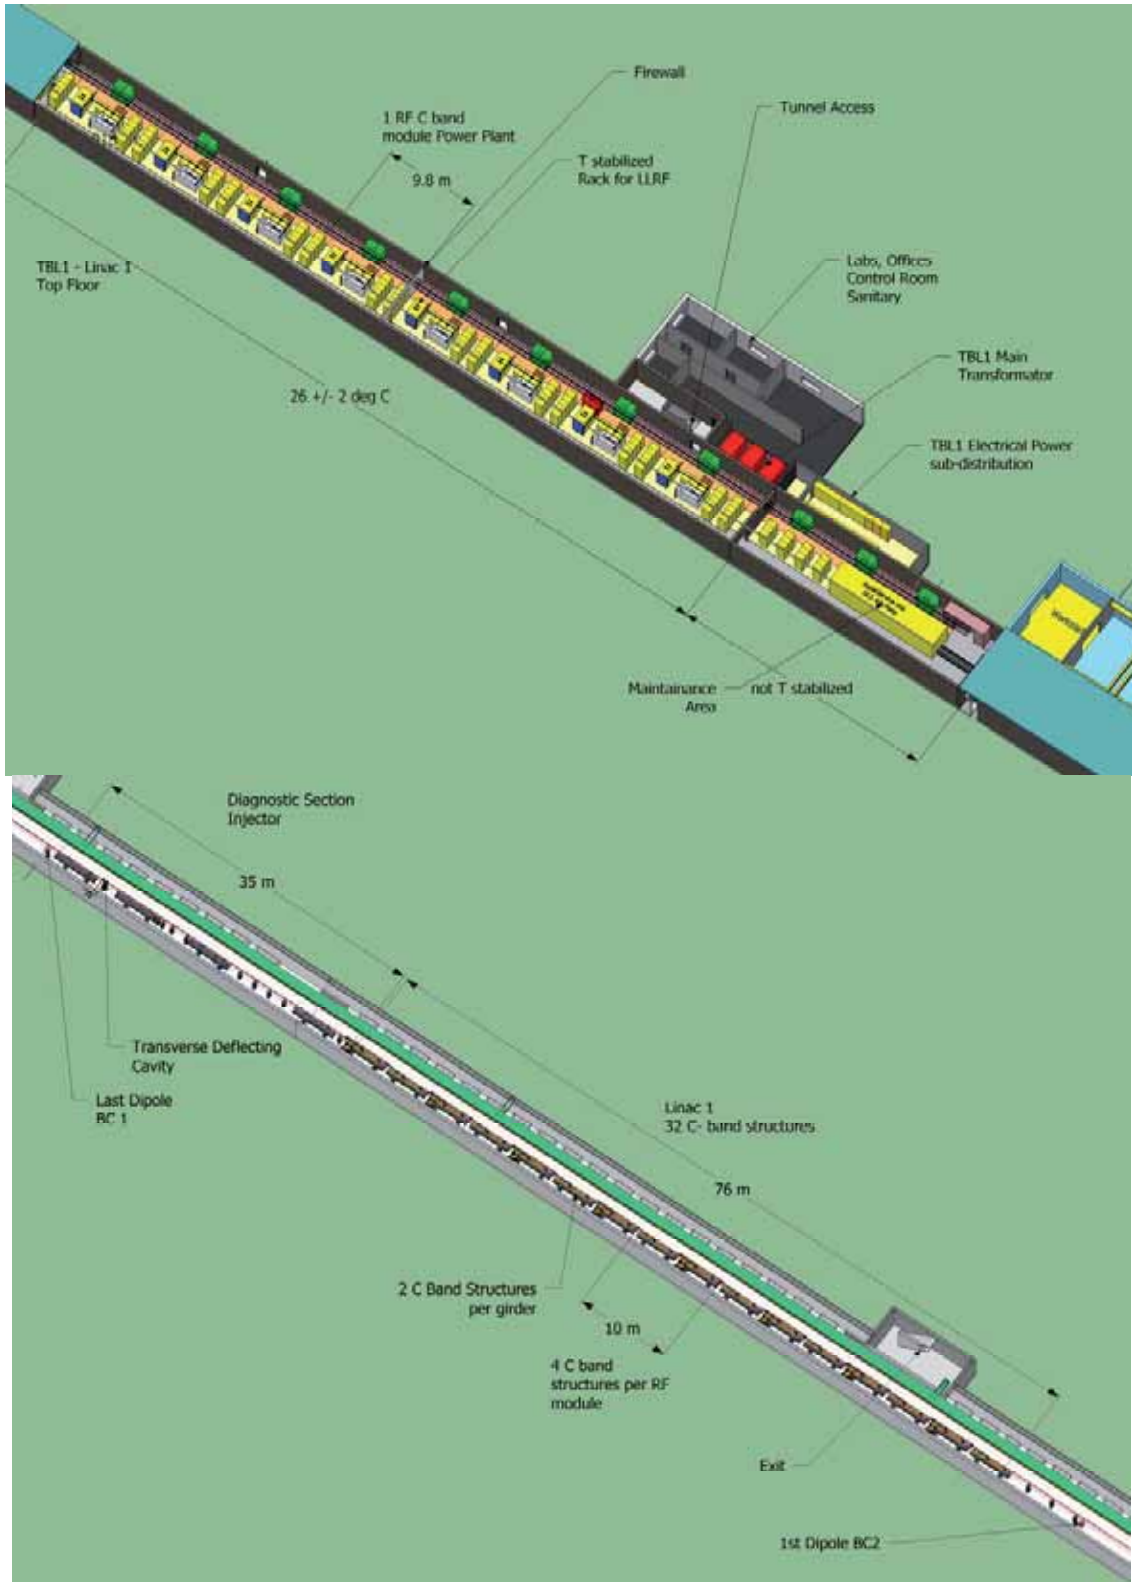 Firewall
1 RF C band
module Power Plant
Tunnel Access
9.8 m
T stabilized
Rack for LLRF
TBL1 - Linac 1
Top Floor
Labs, Offices
Control Room
Sanitary
TBL1 Main
Transformator
26 +/- 2 deg C
TBL1 Electrical Power
sub-distribution
Maintainance
Area
not T stabilized
Diagnostic Section
Injector
35 m
Transverse Deflecting
Cavity
Last Dipole
BC 1
Linac 1
32 C- band structures
76 m
2 C Band Structures
per girder
10 m
4 C band
structures per RF
module
Exit
1st Dipole BC2